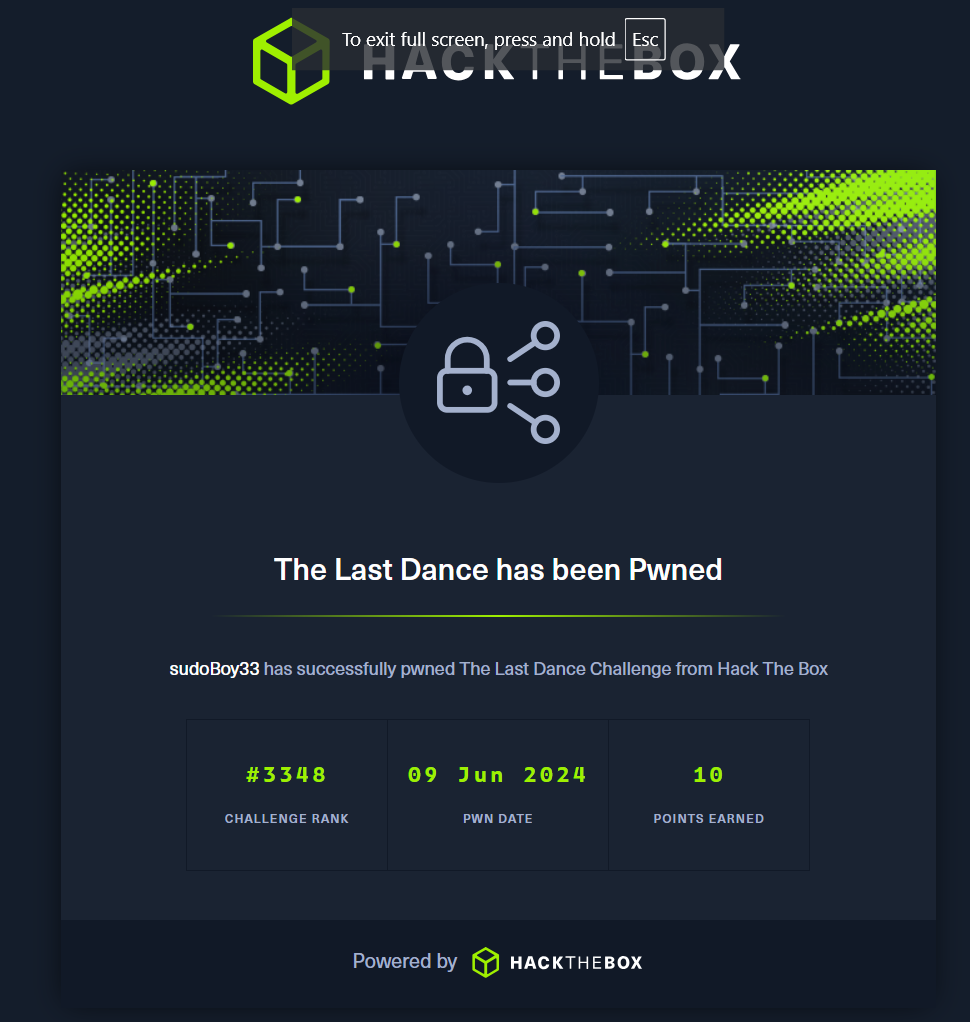 To exit full screen, press and hold Esc
HACKTHEBOX
The Last Dance has been Pwned
sudoBoy33 has successfully pwned The Last Dance Challenge from Hack The Box
#3348 09 Jun 2024 10
CHALLENGE RANK PWN DATE POINTS EARNED
Powered by HACKTHEBOX